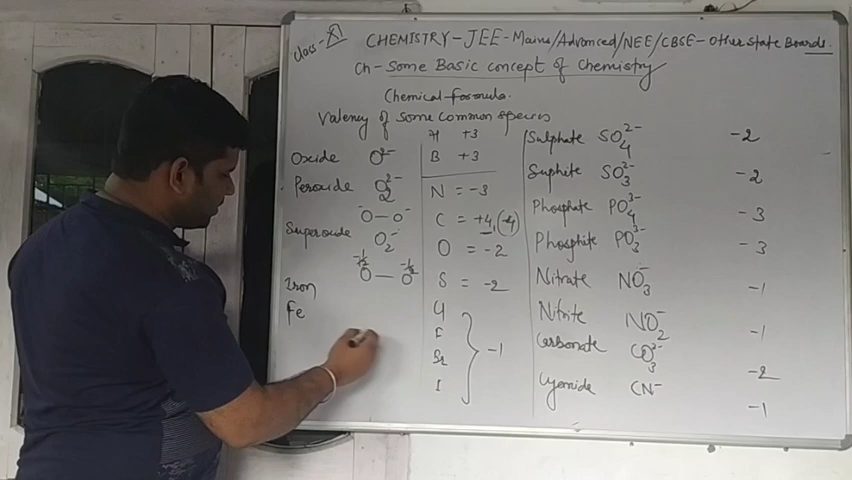 Class-XI
CHEMISTRY-JEE-Mains/Advanced/NEE/CBSE-Other State Boards.
Ch-Some Basic concept of Chemistry
Chemical Formula.
Valency of some common species
Oxide O²⁻
Peroxide O₂²⁻
⁻O-O⁻
Superoxide O₂⁻
-½ -½
O — O
Iron
Fe
+3
B +3
N = -3
C = +4, (-4)
O = -2
S = -2
Cl
F
Br
I
-1
Sulphate SO₄²⁻ -2
Suphite SO₃²⁻ -2
Phosphate PO₄³⁻ -3
Phosphite PO₃³⁻ -3
Nitrate NO₃⁻ -1
Nitrite NO₂⁻ -1
Carbonate CO₃²⁻ -2
Cyanide CN⁻ -1